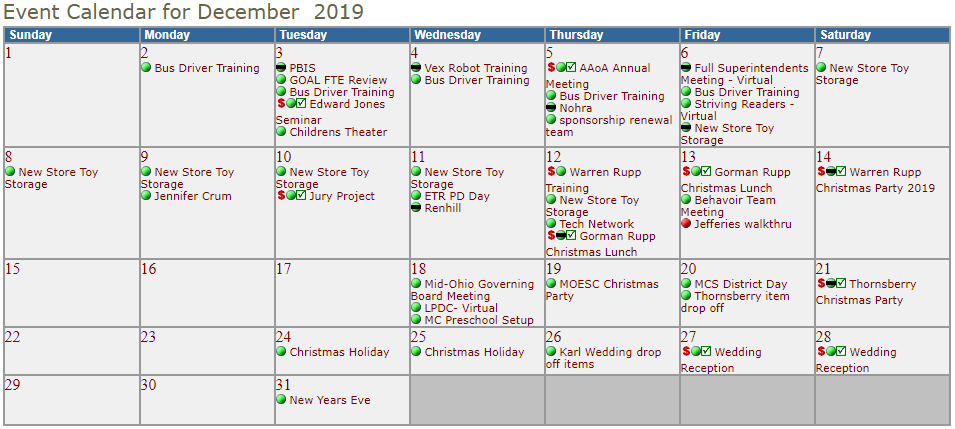 Event Calendar for December 2019
Sunday Monday Tuesday Wednesday Thursday Friday Saturday
1
2
Bus Driver Training
3
PBIS
GOAL FTE Review
Bus Driver Training
$ Edward Jones
Seminar
Childrens Theater
4
Vex Robot Training
Bus Driver Training
5
$ AAoA Annual
Meeting
Bus Driver Training
Nohra
sponsorship renewal
team
6
Full Superintendents
Meeting - Virtual
Bus Driver Training
Striving Readers -
Virtual
New Store Toy
Storage
7
New Store Toy
Storage
8
New Store Toy
Storage
9
New Store Toy
Storage
Jennifer Crum
10
New Store Toy
Storage
$ Jury Project
11
New Store Toy
Storage
ETR PD Day
Renhill
12
$ Warren Rupp
Training
New Store Toy
Storage
Tech Network
$ Gorman Rupp
Christmas Lunch
13
$ Gorman Rupp
Christmas Lunch
Behavoir Team
Meeting
Jefferies walkthru
14
$ Warren Rupp
Christmas Party 2019
15
16
17
18
Mid-Ohio Governing
Board Meeting
LPDC- Virtual
MC Preschool Setup
19
MOESC Christmas
Party
20
MCS District Day
Thornsberry item
drop off
21
$ Thornsberry
Christmas Party
22
23
24
Christmas Holiday
25
Christmas Holiday
26
Karl Wedding drop
off items
27
$ Wedding
Reception
28
$ Wedding
Reception
29
30
31
New Years Eve